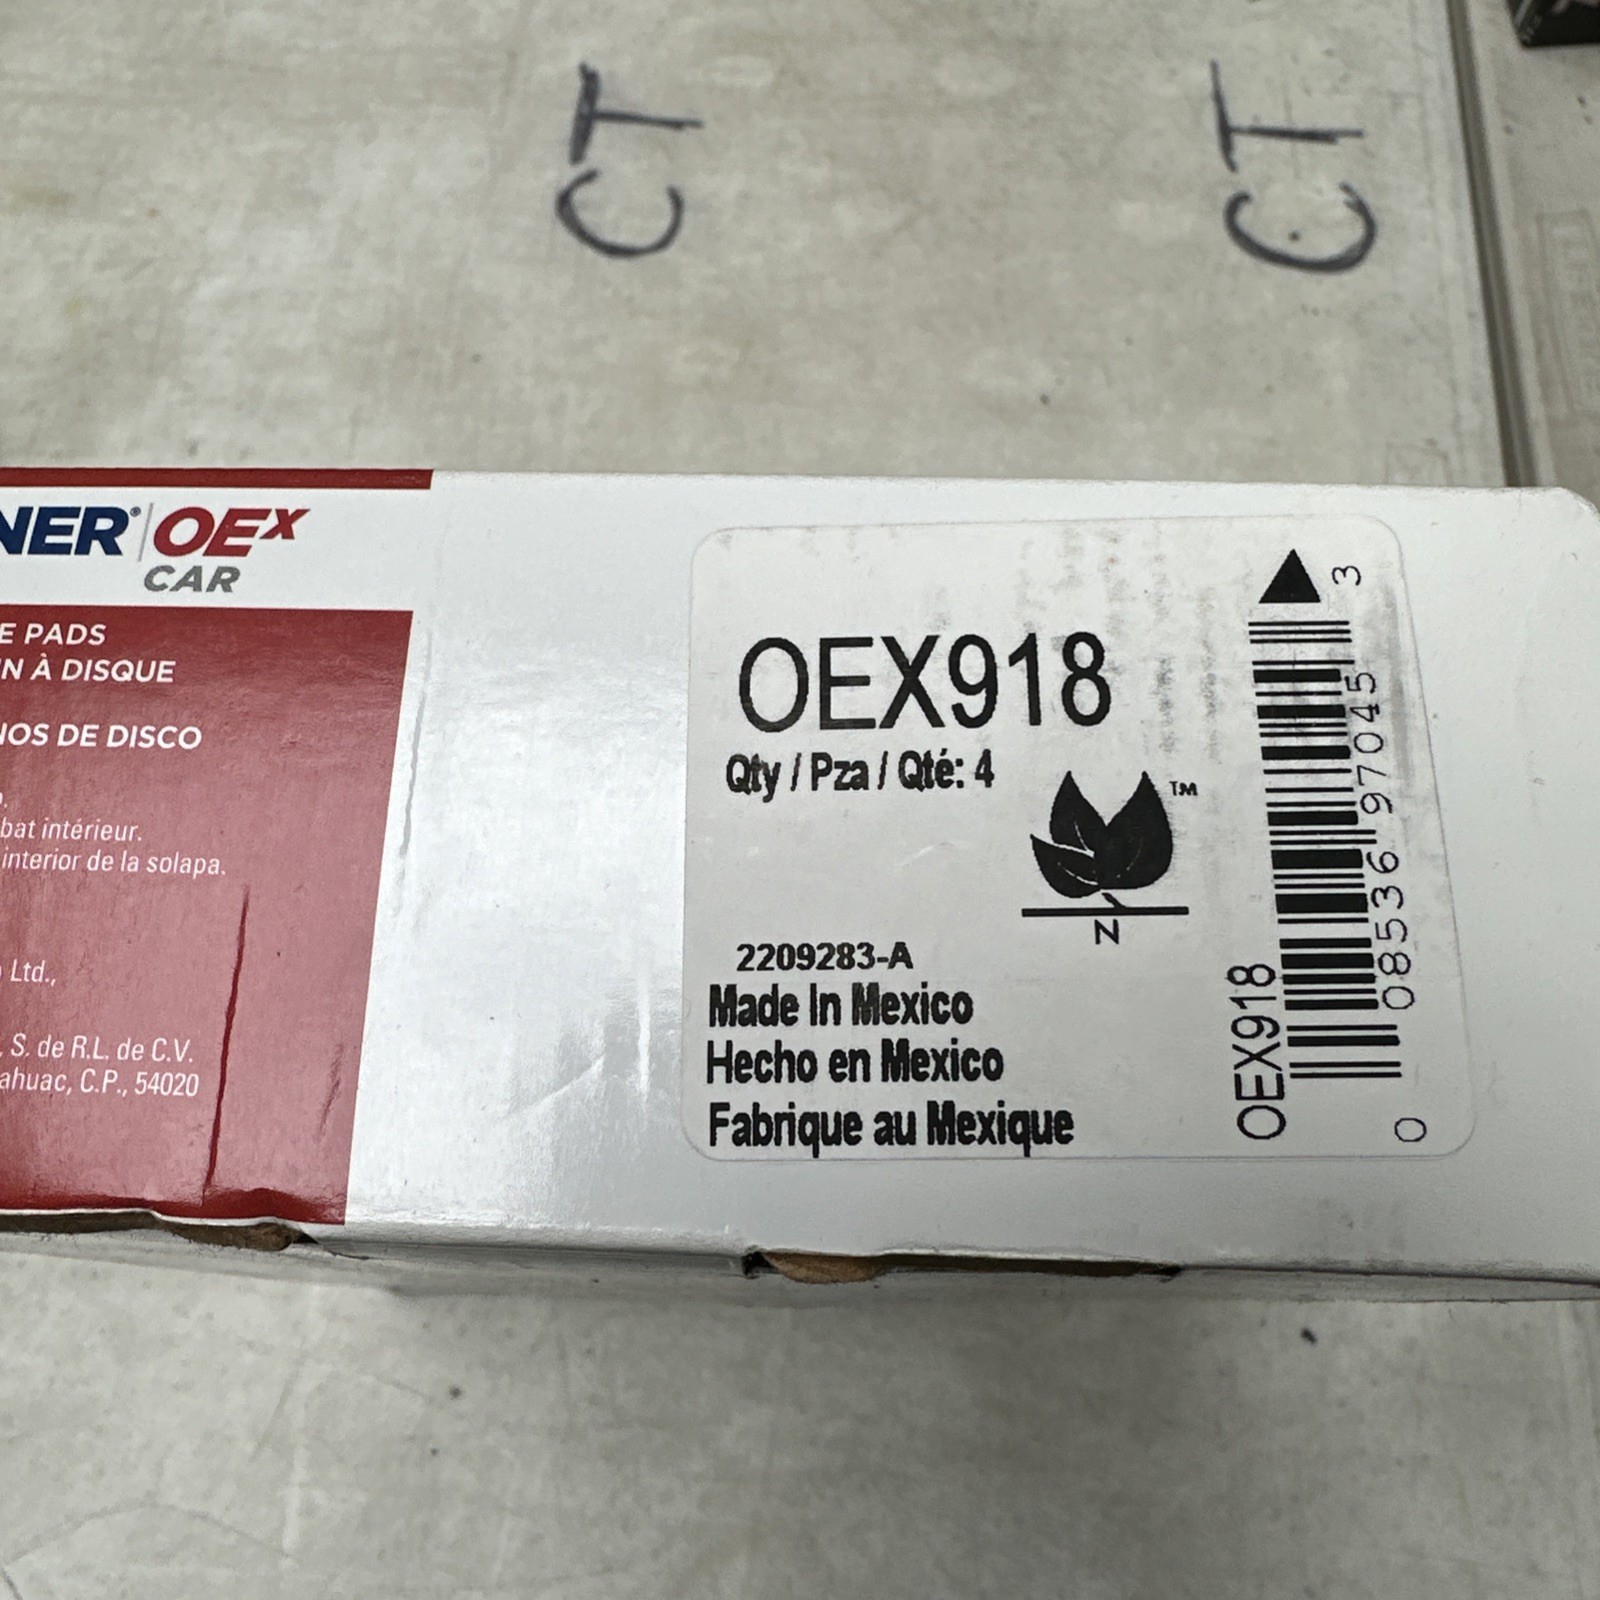 CT
CT
NER® OEX
CAR
E PADS
N À DISQUE
NOS DE DISCO
bat intérieur.
interior de la solapa.
Ltd.,
, S. de R.L. de C.V.
ahuac, C.P., 54020
OEX918
Qty / Pza / Qté: 4
TM
N
2209283-A
Made In Mexico
Hecho en Mexico
Fabrique au Mexique
OEX918
0 08536 97045 3